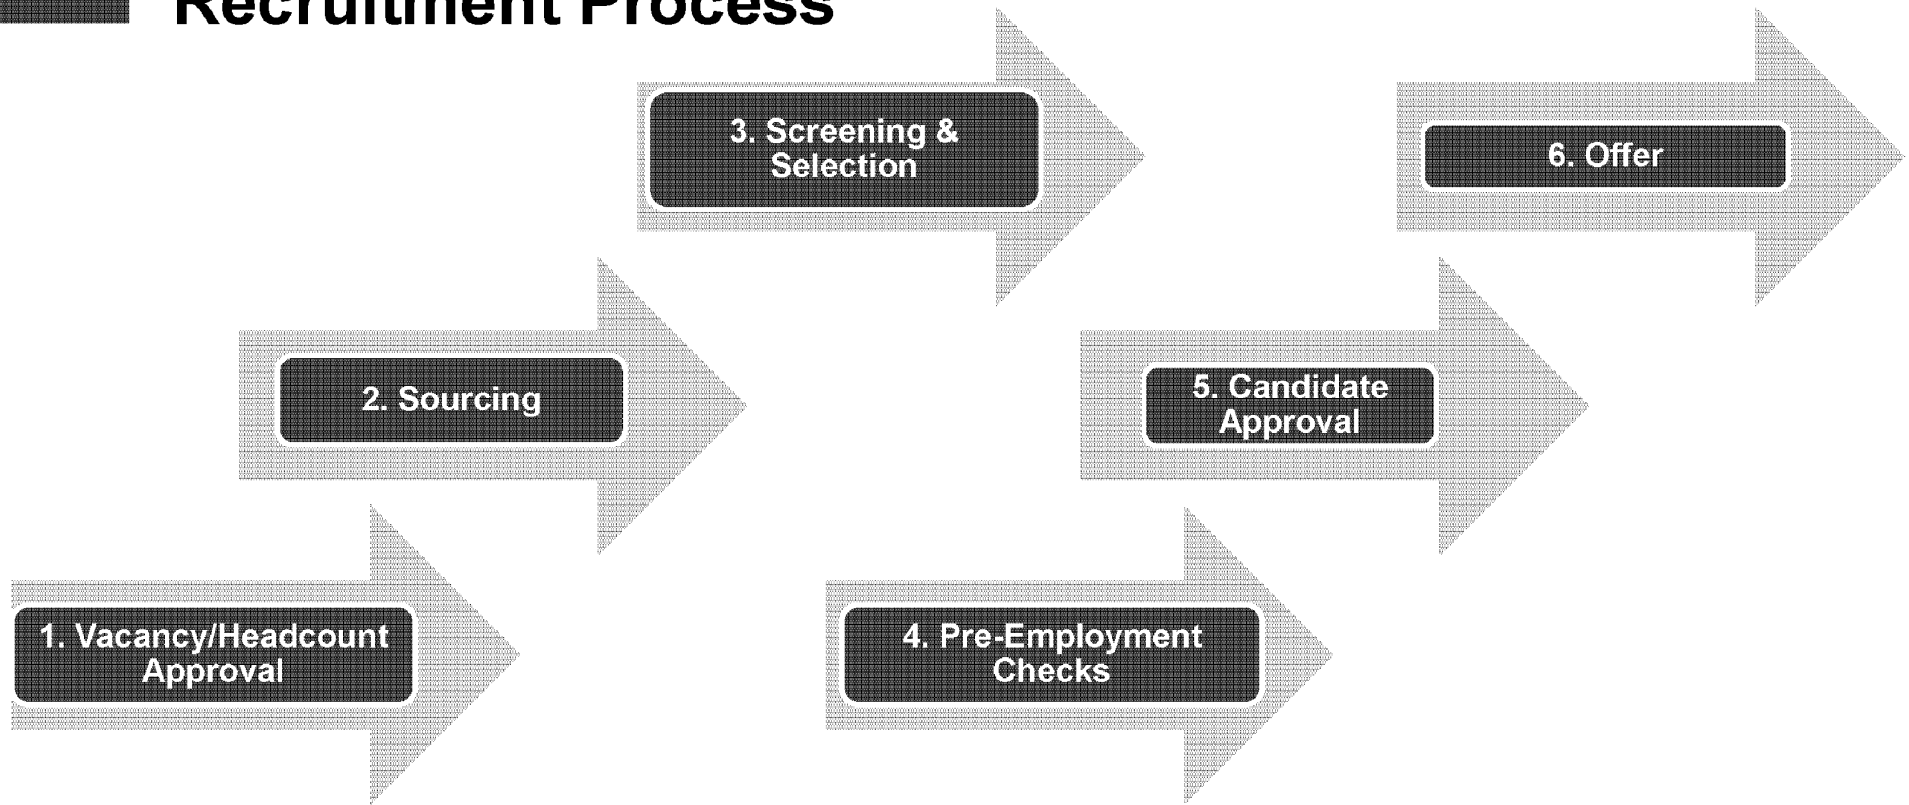 Recruitment Process
1. Vacancy/Headcount
Approval
2. Sourcing
3. Screening &
Selection
4. Pre-Employment
Checks
5. Candidate
Approval
6. Offer